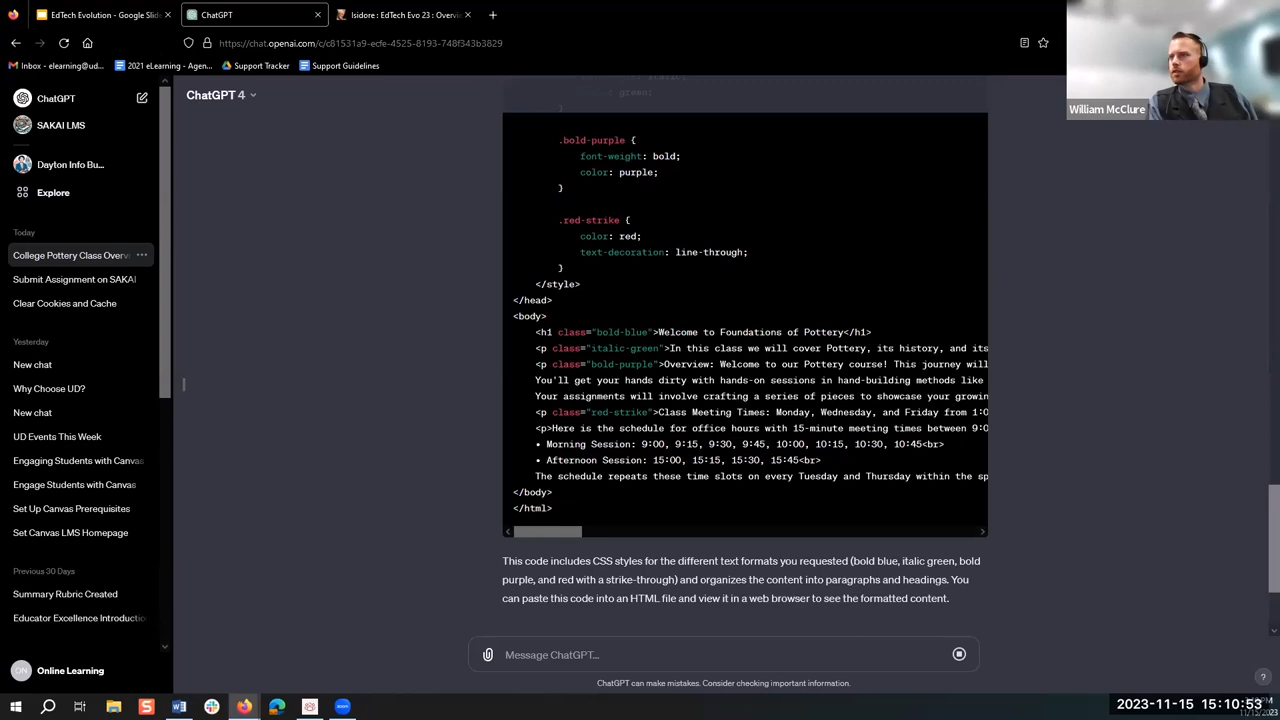 EdTech Evolution - Google Slide
ChatGPT
Isidore : EdTech Evo 23 : Overvi
https://chat.openai.com/c/c81531a9-ecfe-4525-8193-748f343b3829
Inbox - elearning@ud...
2021 eLearning - Agen...
Support Tracker
Support Guidelines
William McClure
ChatGPT
SAKAI LMS
Dayton Info Bu...
Explore
Today
College Pottery Class Overv
Submit Assignment on SAKAI
Clear Cookies and Cache
Yesterday
New chat
Why Choose UD?
New chat
UD Events This Week
Engaging Students with Canvas
Engage Students with Canvas
Set Up Canvas Prerequisites
Set Canvas LMS Homepage
Previous 30 Days
Summary Rubric Created
Educator Excellence Introductio
ON Online Learning
ChatGPT 4
green;
}
.bold-purple {
font-weight: bold;
color: purple;
}
.red-strike {
color: red;
text-decoration: line-through;
}
</style>
</head>
<body>
<h1 class="bold-blue">Welcome to Foundations of Pottery</h1>
<p class="italic-green">In this class we will cover Pottery, its history, and its
<p class="bold-purple">Overview: Welcome to our Pottery course! This journey will
You'll get your hands dirty with hands-on sessions in hand-building methods like
Your assignments will involve crafting a series of pieces to showcase your growin
<p class="red-strike">Class Meeting Times: Monday, Wednesday, and Friday from 1:0
<p>Here is the schedule for office hours with 15-minute meeting times between 9:0
• Morning Session: 9:00, 9:15, 9:30, 9:45, 10:00, 10:15, 10:30, 10:45<br>
• Afternoon Session: 15:00, 15:15, 15:30, 15:45<br>
The schedule repeats these time slots on every Tuesday and Thursday within the sp
</body>
</html>
This code includes CSS styles for the different text formats you requested (bold blue, italic green, bold
purple, and red with a strike-through) and organizes the content into paragraphs and headings. You
can paste this code into an HTML file and view it in a web browser to see the formatted content.
Message ChatGPT...
ChatGPT can make mistakes. Consider checking important information.
?
2023-11-15 15:10:53